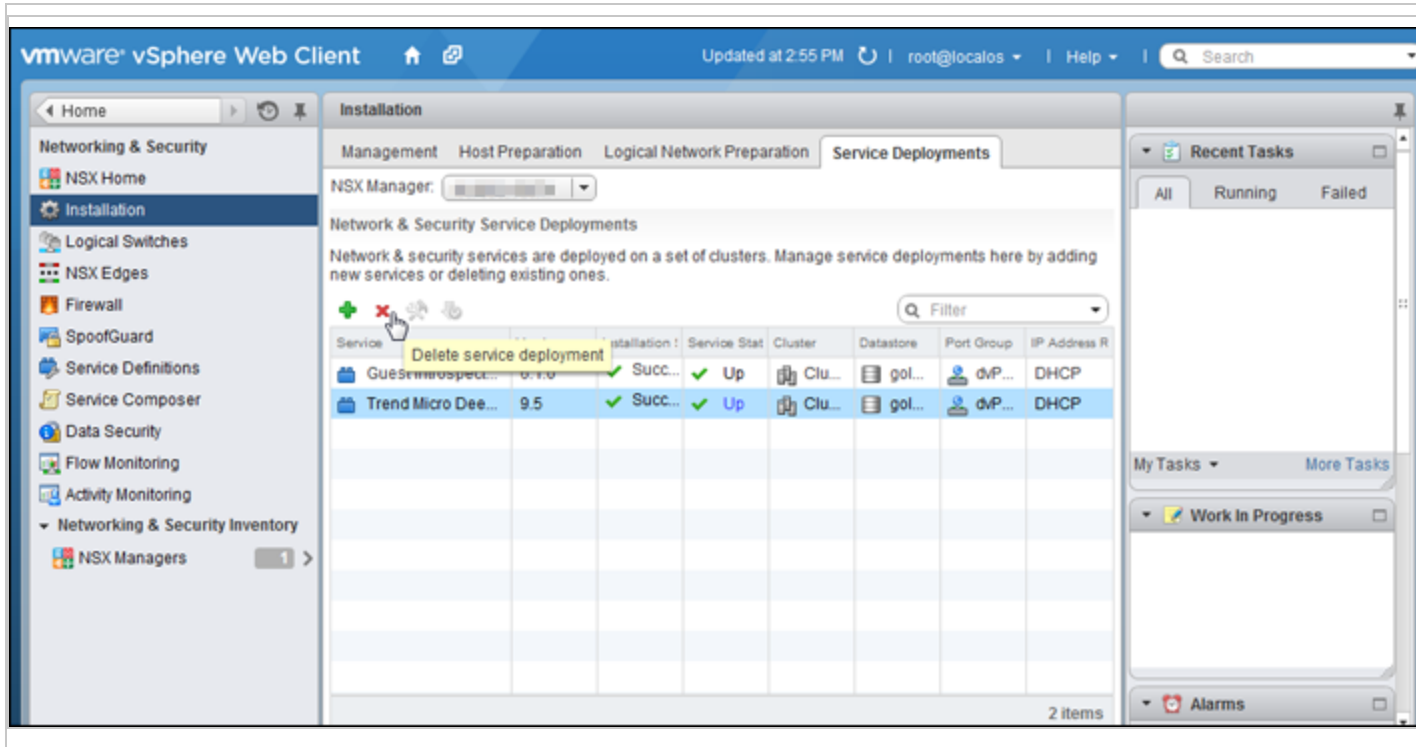 vmware® vSphere Web Client Updated at 2:55 PM | root@localos | Help | Search
Home
Networking & Security
NSX Home
Installation
Logical Switches
NSX Edges
Firewall
SpoofGuard
Service Definitions
Service Composer
Data Security
Flow Monitoring
Activity Monitoring
Networking & Security Inventory
NSX Managers 1
Installation
Management Host Preparation Logical Network Preparation Service Deployments
NSX Manager:
Network & Security Service Deployments
Network & security services are deployed on a set of clusters. Manage service deployments here by adding
new services or deleting existing ones.
Filter
Service Service Stat Cluster Datastore Port Group IP Address R
Delete service deployment
Succ... Up Clu... gol... dvP... DHCP
Trend Micro Dee... 9.5 Succ... Up Clu... gol... dvP... DHCP
2 items
Recent Tasks
All Running Failed
My Tasks More Tasks
Work In Progress
Alarms